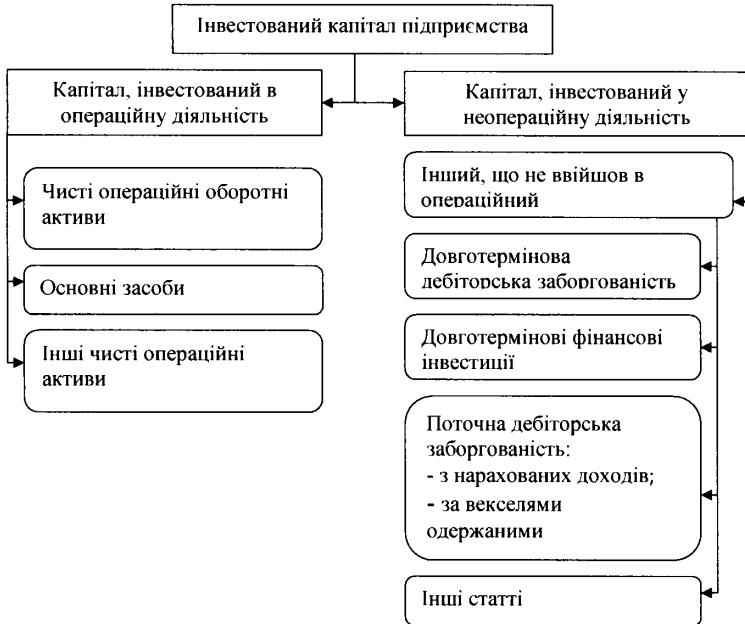 Інвестований капітал підприємства
Капітал, інвестований в
операційну діяльність
Капітал, інвестований у
неопераційну діяльність
Чисті операційні оборотні
активи
Основні засоби
Інші чисті операційні
активи
Інший, що не ввійшов в
операційний
Довготермінова
дебіторська заборгованість
Довготермінові фінансові
інвестиції
Поточна дебіторська
заборгованість:
- з нарахованих доходів;
- за векселями
одержаними
Інші статті